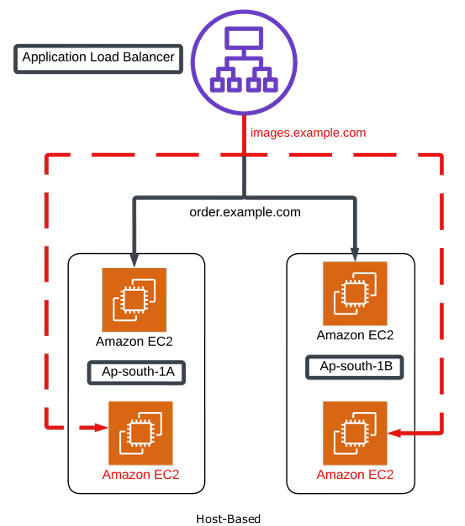 Application Load Balancer
images.example.com
order.example.com
Amazon EC2
Amazon EC2
Ap-south-1A
Ap-south-1B
Amazon EC2
Amazon EC2
Host-Based